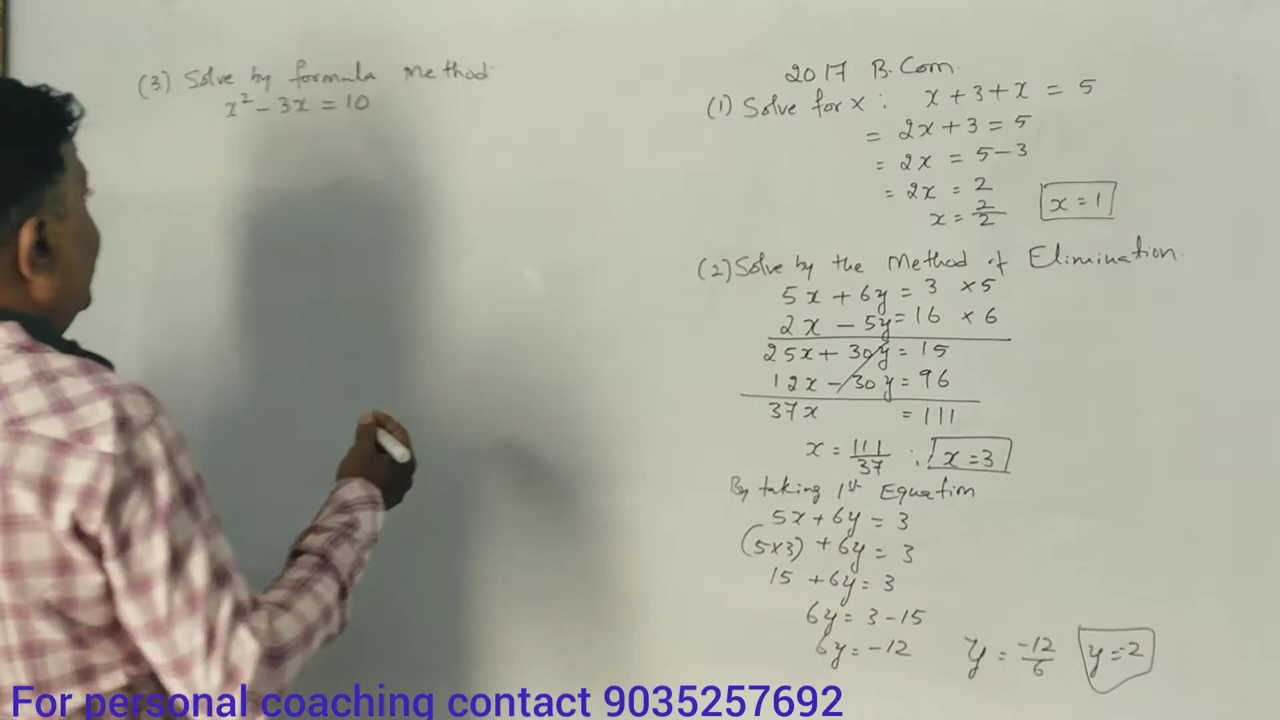 (3) Solve by formula Method
x² - 3x = 10
2017 B.Com.
(1) Solve for x : x + 3 + x = 5
= 2x + 3 = 5
= 2x = 5 - 3
= 2x = 2
x = 2/2 x = 1
(2) Solve by the Method of Elimination.
5x + 6y = 3 × 5
2x - 5y = 16 × 6
25x + 30y = 15
12x - 30y = 96
37x = 111
x = 111/37 ∴ x = 3
By taking 1st Equation
5x + 6y = 3
(5×3) + 6y = 3
15 + 6y = 3
6y = 3 - 15
6y = -12 y = -12/6 y = -2
For personal coaching contact 9035257692